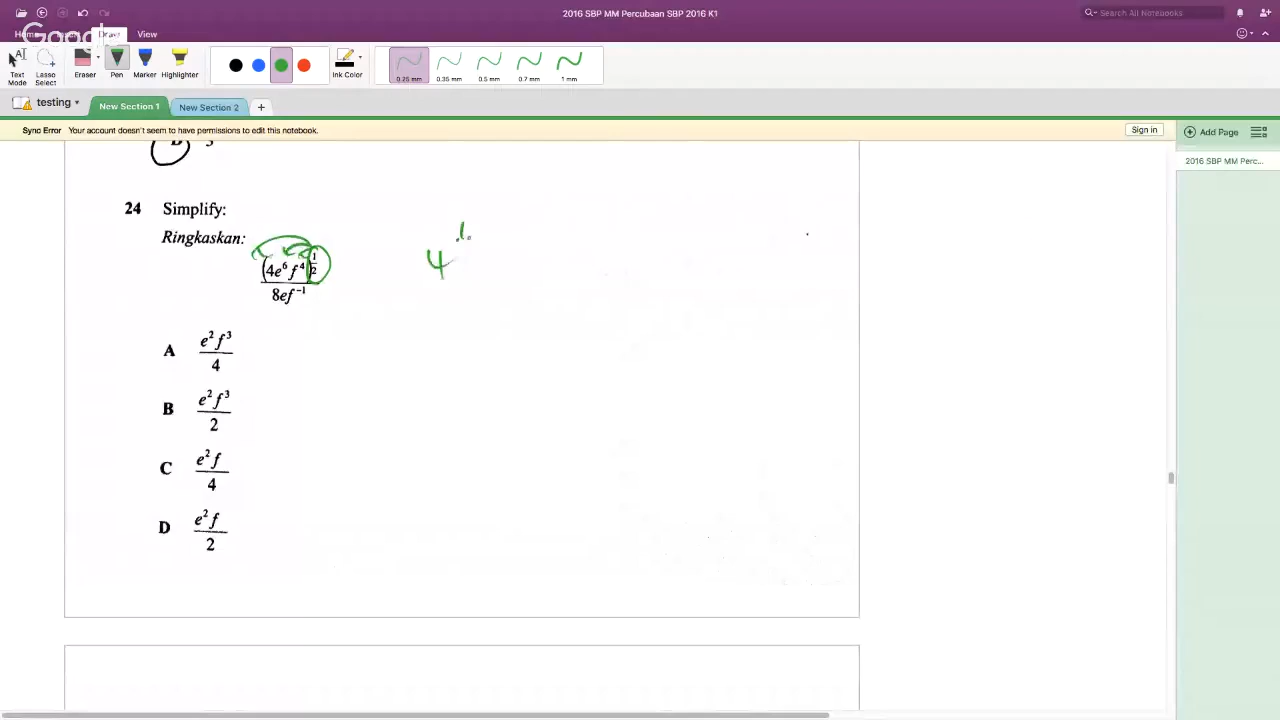 2016 SBP MM Percubaan SBP 2016 K1
Search All Notebooks
Google
Home Insert Draw View
Text Mode
Lasso Select
Eraser
Pen
Marker
Highlighter
Ink Color
0.25 mm
0.35 mm
0.5 mm
0.7 mm
1 mm
testing
New Section 1
New Section 2
+
Sync Error Your account doesn't seem to have permissions to edit this notebook.
Sign in
Add Page
2016 SBP MM Perc...
D 3
24 Simplify:
Ringkaskan:
(4e⁶f⁴)^½
8ef⁻¹
4
A e²f³
4
B e²f³
2
C e²f
4
D e²f
2